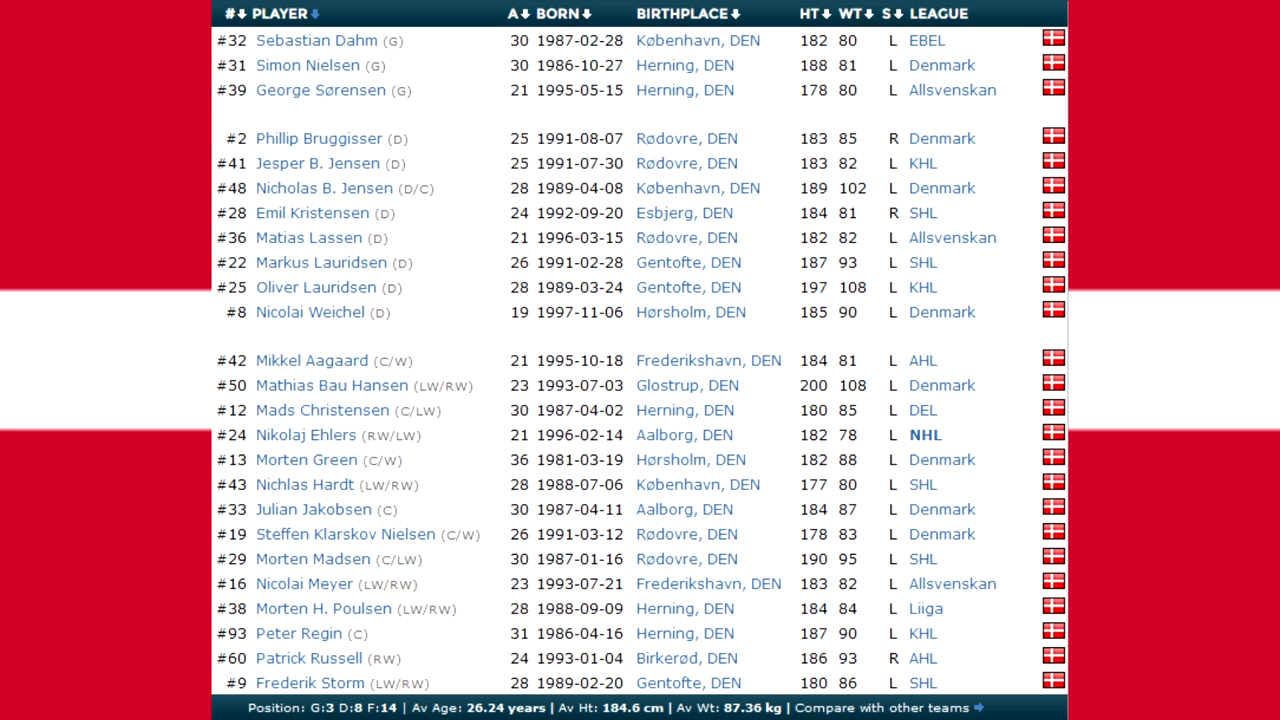 # PLAYER A BORN BIRTHPLACE HT WT S LEAGUE
#32 Sebastian Dahm (G) 30 1987-02-28 København, DEN 182 80 L EBEL
#31 Simon Nielsen (G) 30 1986-10-27 Herning, DEN 188 81 L Denmark
#39 George Sørensen (G) 21 1995-05-15 Herning, DEN 178 80 L Allsvenskan
#2 Phillip Bruggisser (D) 25 1991-08-07 Rødovre, DEN 183 85 R Denmark
#41 Jesper B. Jensen (D) 25 1991-07-30 Rødovre, DEN 183 82 L KHL
#48 Nicholas B. Jensen (D/C) 28 1989-04-08 København, DEN 189 102 L Denmark
#28 Emil Kristensen (D) 24 1992-09-20 Esbjerg, DEN 184 81 R SHL
#36 Matias Lassen (D) 21 1996-03-15 Rødovre, DEN 182 82 L Allsvenskan
#22 Markus Lauridsen (D) 26 1991-02-28 Gentofte, DEN 187 93 L SHL
#25 Oliver Lauridsen (D) 28 1989-03-24 Gentofte, DEN 197 108 L KHL
#8 Nicolai Weichel (D) 19 1997-11-06 Hørsholm, DEN 185 90 L Denmark
#42 Mikkel Aagaard (C/W) 21 1995-10-18 Frederikshavn, DEN 184 81 L AHL
#50 Mathias Bau Hansen (LW/RW) 23 1993-07-03 Glostrup, DEN 200 108 L Denmark
#12 Mads Christensen (C/LW) 30 1987-04-02 Herning, DEN 180 85 L DEL
#24 Nikolaj Ehlers (RW/LW) 21 1996-02-14 Aalborg, DEN 182 78 L NHL
#13 Morten Green (C/W) 36 1981-03-19 Hørsholm, DEN 182 88 L Denmark
#43 Nichlas Hardt (LW/RW) 28 1988-07-06 København, DEN 177 80 L SHL
#33 Julian Jakobsen (C) 30 1987-04-11 Aalborg, DEN 184 87 L Denmark
#19 Steffen Klarskov Nielsen (C/W) 26 1991-03-12 Rødovre, DEN 178 83 L Denmark
#29 Morten Madsen (C/LW) 30 1987-01-16 Rødovre, DEN 190 95 L SHL
#16 Nicolai Meyer (LW/RW) 23 1993-07-21 Frederikshavn, DEN 183 82 L Allsvenskan
#38 Morten H. Poulsen (LW/RW) 28 1988-09-09 Herning, DEN 184 84 L Liiga
#93 Peter Regin (C) 31 1986-04-16 Herning, DEN 187 90 L KHL
#60 Patrick Russell (RW) 24 1993-01-04 Birkerød, DEN 186 93 R AHL
#9 Frederik Storm (LW/RW) 28 1989-02-20 Gentofte, DEN 180 86 L SHL
Position: G:3 D:8 F:14 | Av Age: 26.24 years | Av Ht: 184.6 cm | Av Wt: 87.36 kg | Compare with other teams